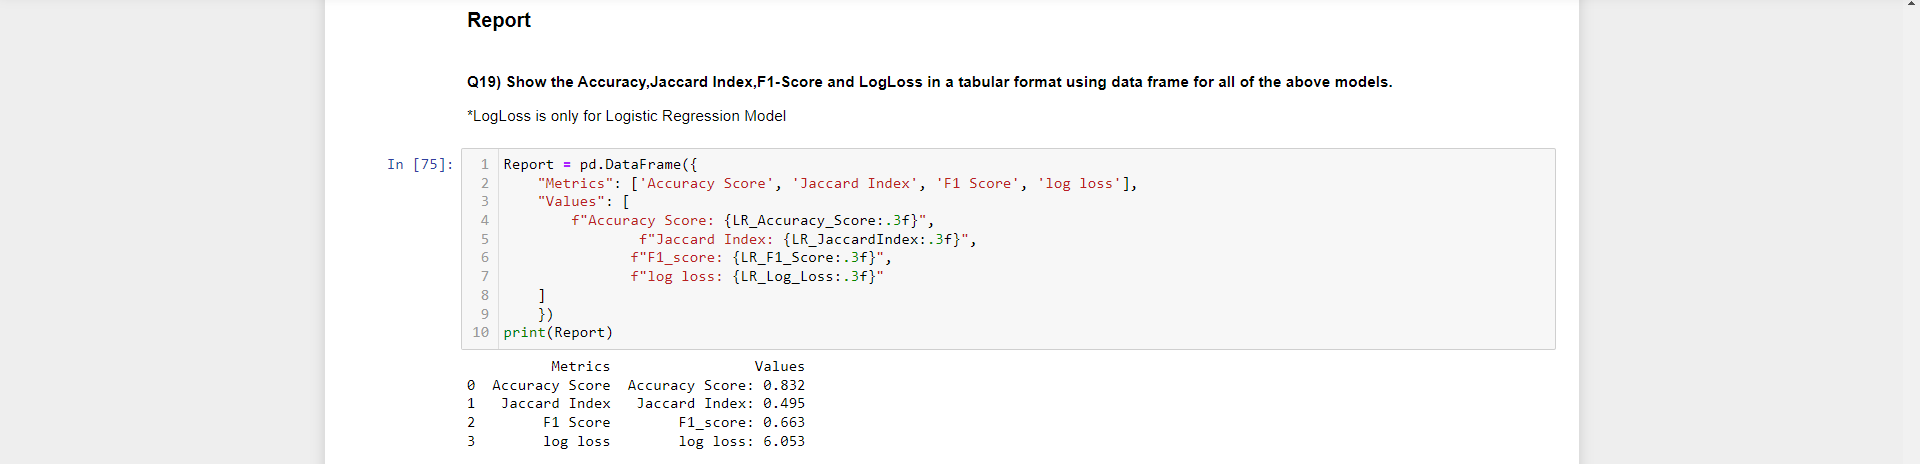 Report
Q19) Show the Accuracy,Jaccard Index,F1-Score and LogLoss in a tabular format using data frame for all of the above models.
*LogLoss is only for Logistic Regression Model
In [75]:
1 Report = pd.DataFrame({
2     "Metrics": ['Accuracy Score', 'Jaccard Index', 'F1 Score', 'log loss'],
3     "Values": [
4         f"Accuracy Score: {LR_Accuracy_Score:.3f}",
5                 f"Jaccard Index: {LR_JaccardIndex:.3f}",
6                f"F1_score: {LR_F1_Score:.3f}",
7                f"log loss: {LR_Log_Loss:.3f}"
8     ]
9     })
10 print(Report)
          Metrics                 Values
0  Accuracy Score  Accuracy Score: 0.832
1   Jaccard Index   Jaccard Index: 0.495
2        F1 Score        F1_score: 0.663
3        log loss        log loss: 6.053